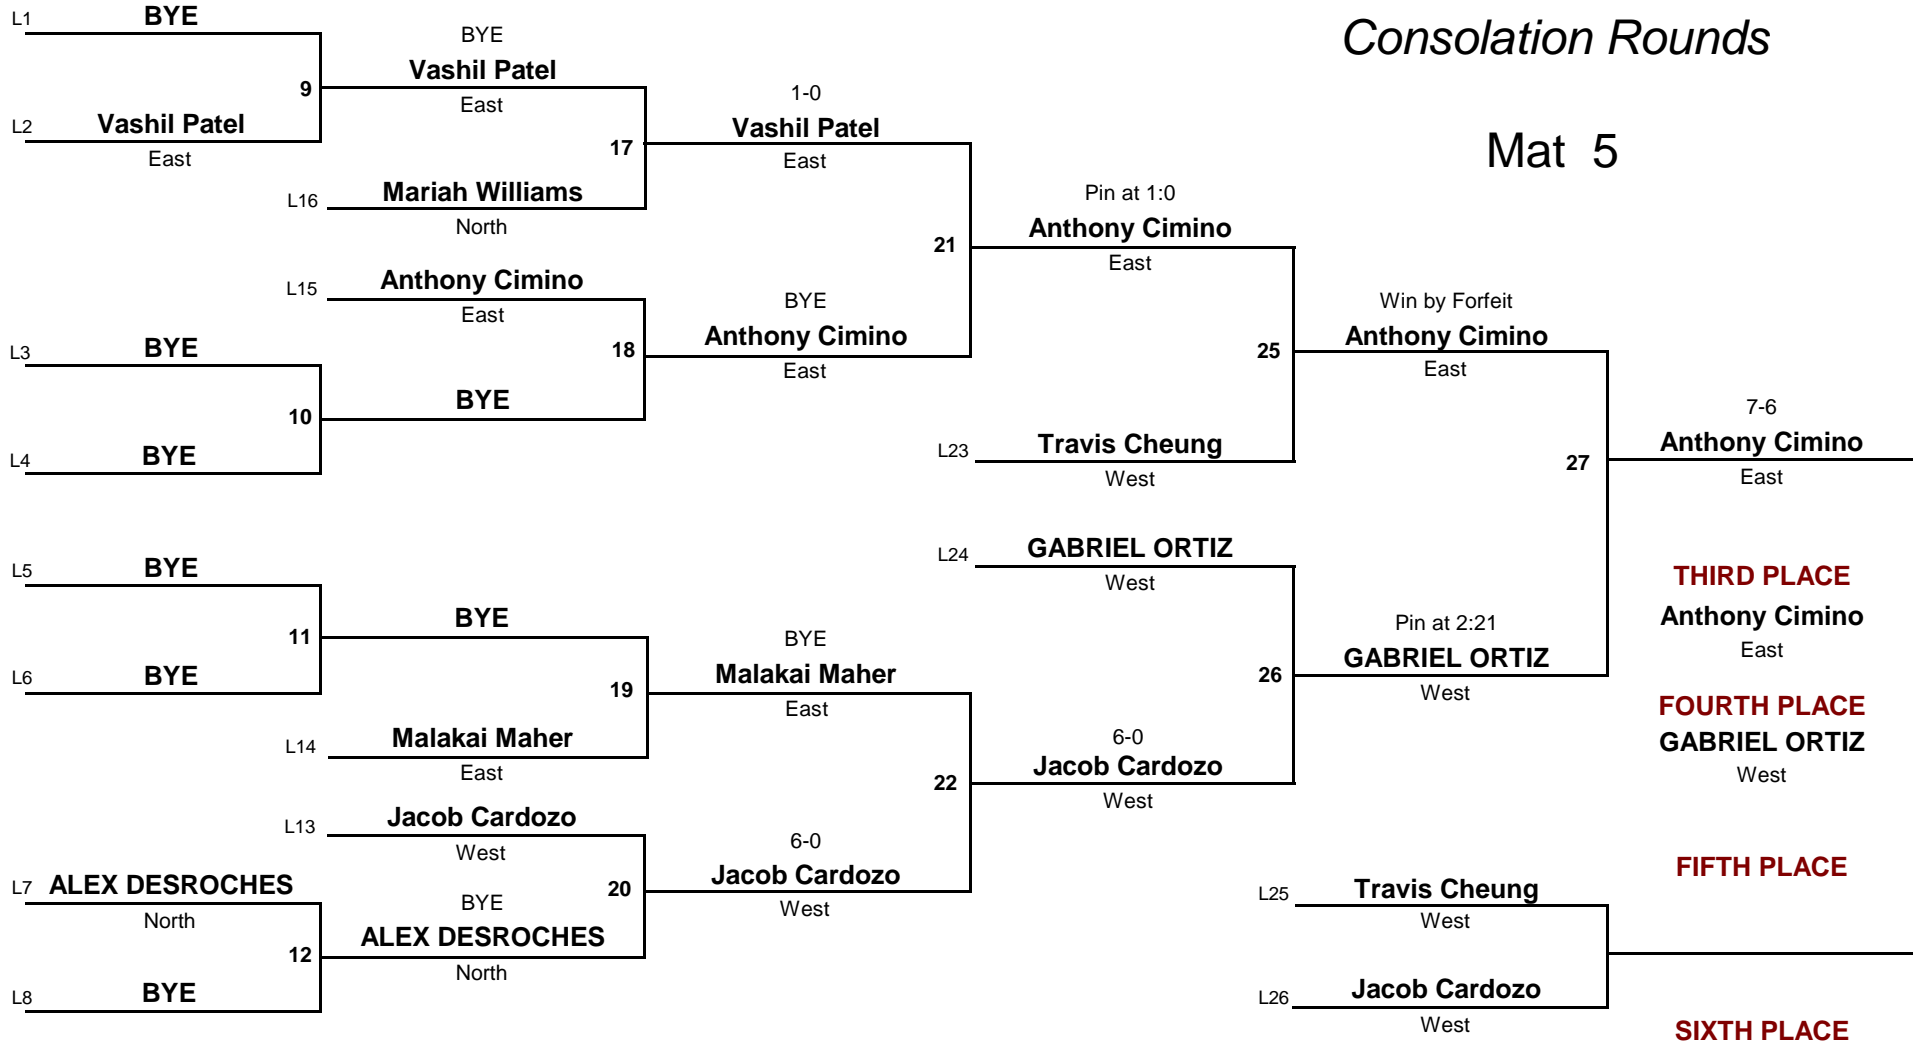 Consolation Rounds
Mat 5
L1 BYE
9
L2 Vashil Patel
East
BYE
Vashil Patel
East
17
L16 Mariah Williams
North
1-0
Vashil Patel
East
L15 Anthony Cimino
East
18
L3 BYE
10
L4 BYE
BYE
BYE
Anthony Cimino
East
21
Pin at 1:0
Anthony Cimino
East
25
L23 Travis Cheung
West
Win by Forfeit
Anthony Cimino
East
27
7-6
Anthony Cimino
East
L5 BYE
11
L6 BYE
BYE
19
L14 Malakai Maher
East
BYE
Malakai Maher
East
22
L13 Jacob Cardozo
West
20
L7 ALEX DESROCHES
North
12
L8 BYE
BYE
ALEX DESROCHES
North
6-0
Jacob Cardozo
West
L24 GABRIEL ORTIZ
West
26
6-0
Jacob Cardozo
West
Pin at 2:21
GABRIEL ORTIZ
West
THIRD PLACE
Anthony Cimino
East
FOURTH PLACE
GABRIEL ORTIZ
West
L25 Travis Cheung
West
L26 Jacob Cardozo
West
FIFTH PLACE
SIXTH PLACE